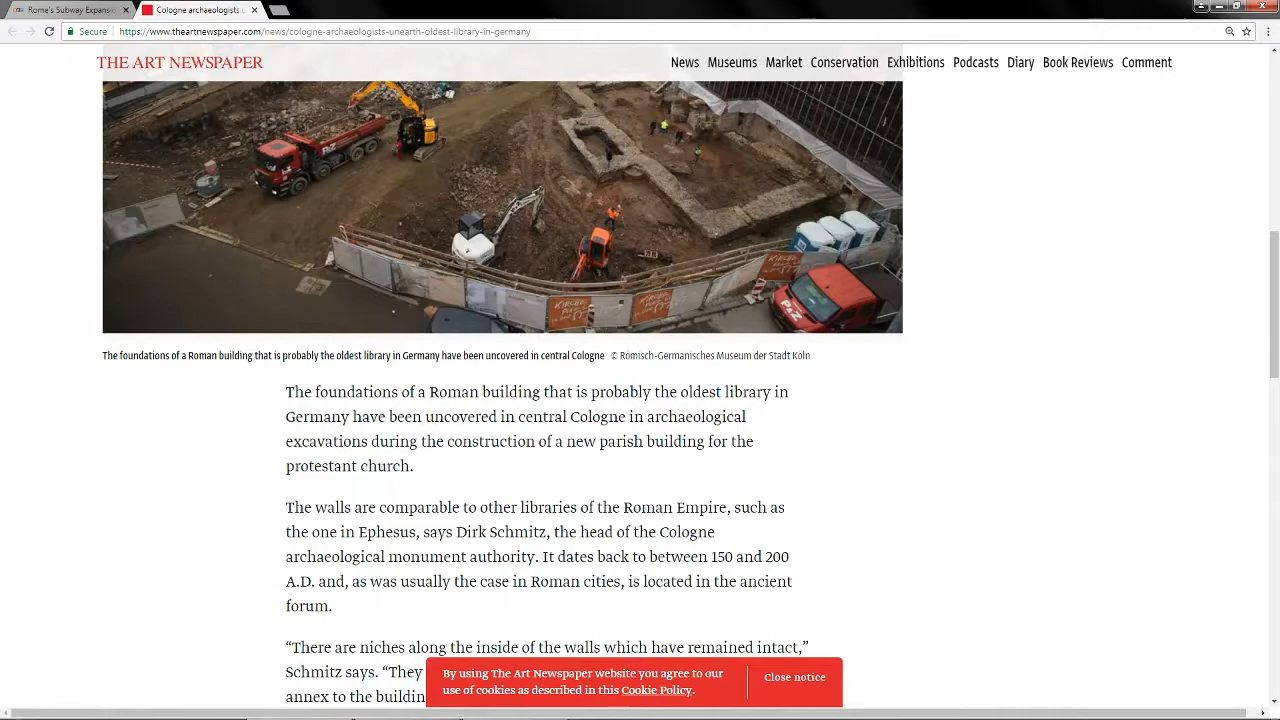 Rome's Subway Expansi
Cologne archaeologists u
Secure
https://www.theartnewspaper.com/news/cologne-archaeologists-unearth-oldest-library-in-germany
THE ART NEWSPAPER
News Museums Market Conservation Exhibitions Podcasts Diary Book Reviews Comment
The foundations of a Roman building that is probably the oldest library in Germany have been uncovered in central Cologne © Römisch-Germanisches Museum der Stadt Köln
The foundations of a Roman building that is probably the oldest library in
Germany have been uncovered in central Cologne in archaeological
excavations during the construction of a new parish building for the
protestant church.
The walls are comparable to other libraries of the Roman Empire, such as
the one in Ephesus, says Dirk Schmitz, the head of the Cologne
archaeological monument authority. It dates back to between 150 and 200
A.D. and, as was usually the case in Roman cities, is located in the ancient
forum.
“There are niches along the inside of the walls which have remained intact,”
Schmitz says. “They
annex to the buildin
By using The Art Newspaper website you agree to our
use of cookies as described in this Cookie Policy.
Close notice